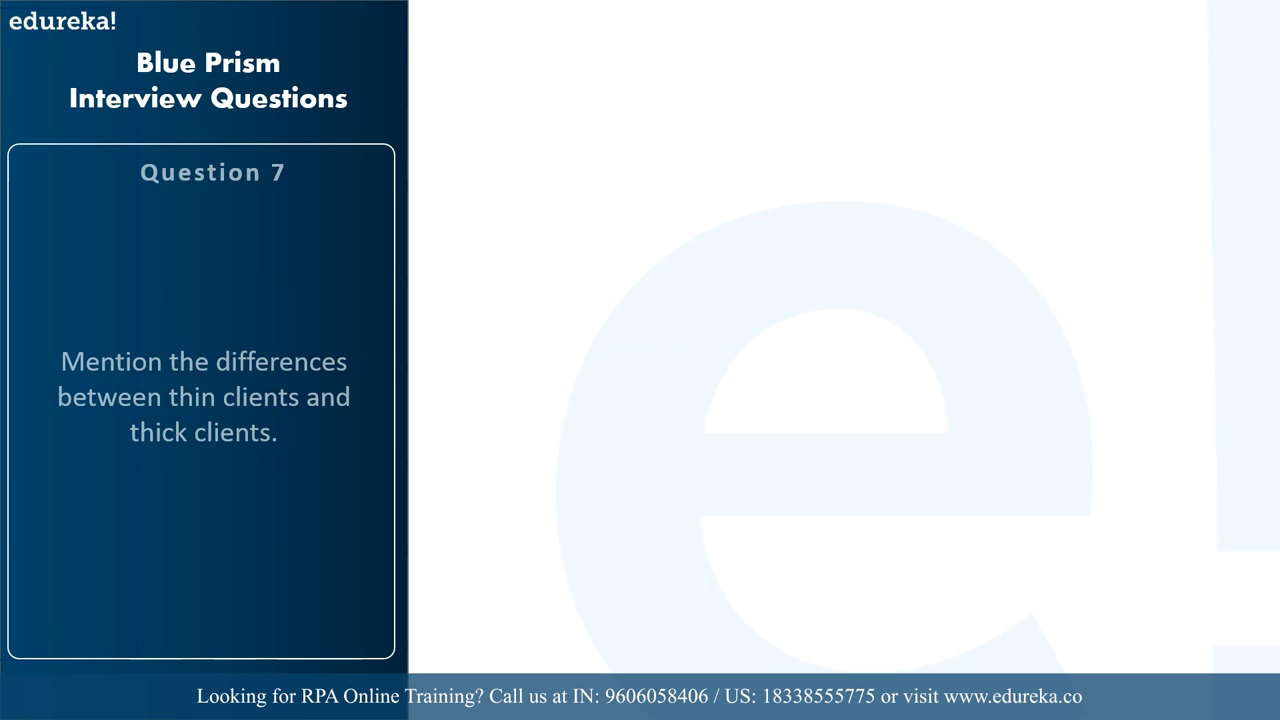 edureka!
Blue Prism
Interview Questions
Question 7
Mention the differences
between thin clients and
thick clients.
Looking for RPA Online Training? Call us at IN: 9606058406 / US: 18338555775 or visit www.edureka.co